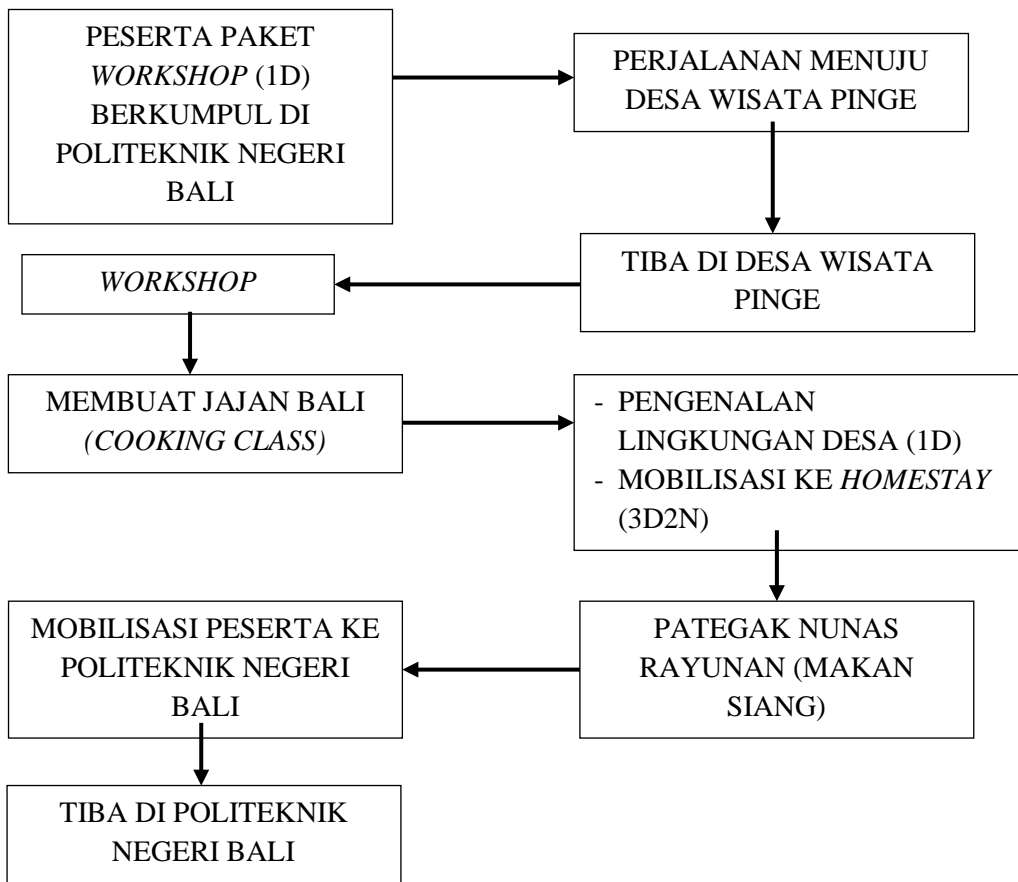 PESERTA PAKET
WORKSHOP (1D)
BERKUMPUL DI
POLITEKNIK NEGERI
BALI
PERJALANAN MENUJU
DESA WISATA PINGE
TIBA DI DESA WISATA
PINGE
WORKSHOP
MEMBUAT JAJAN BALI
(COOKING CLASS)
- PENGENALAN
LINGKUNGAN DESA (1D)
- MOBILISASI KE HOMESTAY
(3D2N)
PATEGAK NUNAS
RAYUNAN (MAKAN
SIANG)
MOBILISASI PESERTA KE
POLITEKNIK NEGERI
BALI
TIBA DI POLITEKNIK
NEGERI BALI